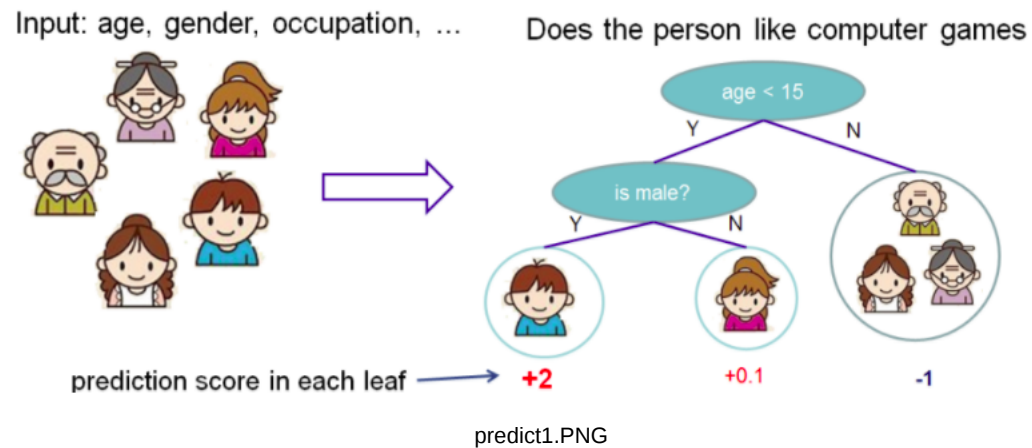 Input: age, gender, occupation, ...
Does the person like computer games
age < 15
Y
N
is male?
Y
N
prediction score in each leaf
+2
+0.1
-1
predict1.PNG